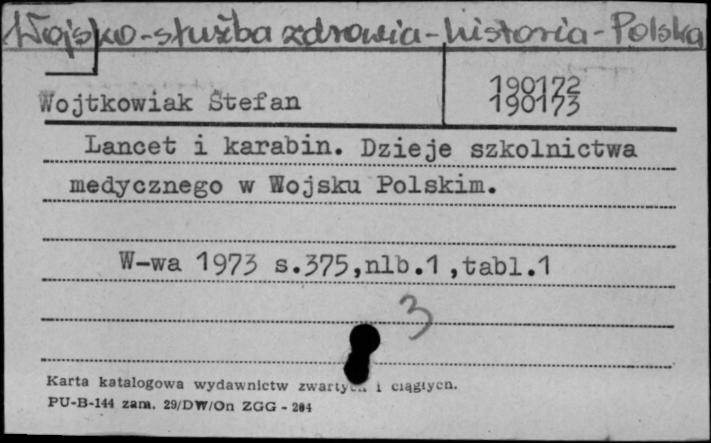 Wojsko-służba zdrowia-historia-Polska
190172
Wojtkowiak Stefan
190173
Lancet i karabin. Dzieje szkolnictwa
medycznego w Wojsku Polskim.
W-wa 1973 s.375,nlb.1,tabl.1
3
Karta katalogowa wydawnictw zwartych i ciągłych.
PU-B-144 zam. 29/DW/On ZGG - 204